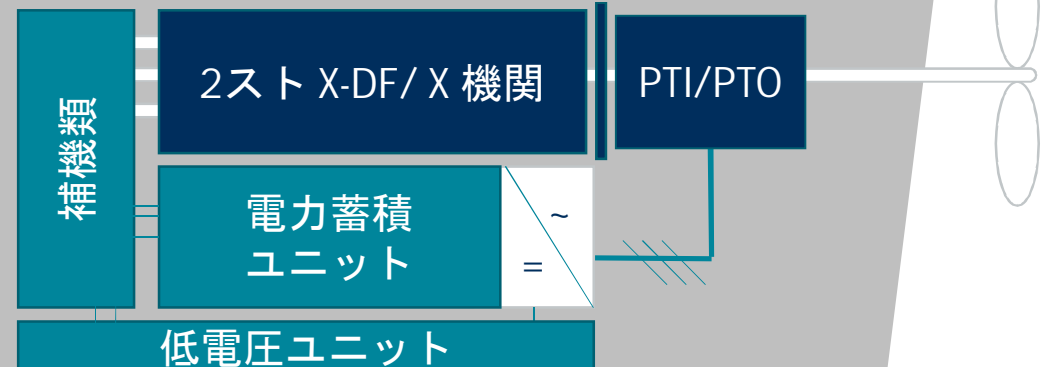 2スト X-DF/ X 機関
PTI/PTO
補機類
電力蓄積
ユニット
~
=
低電圧ユニット